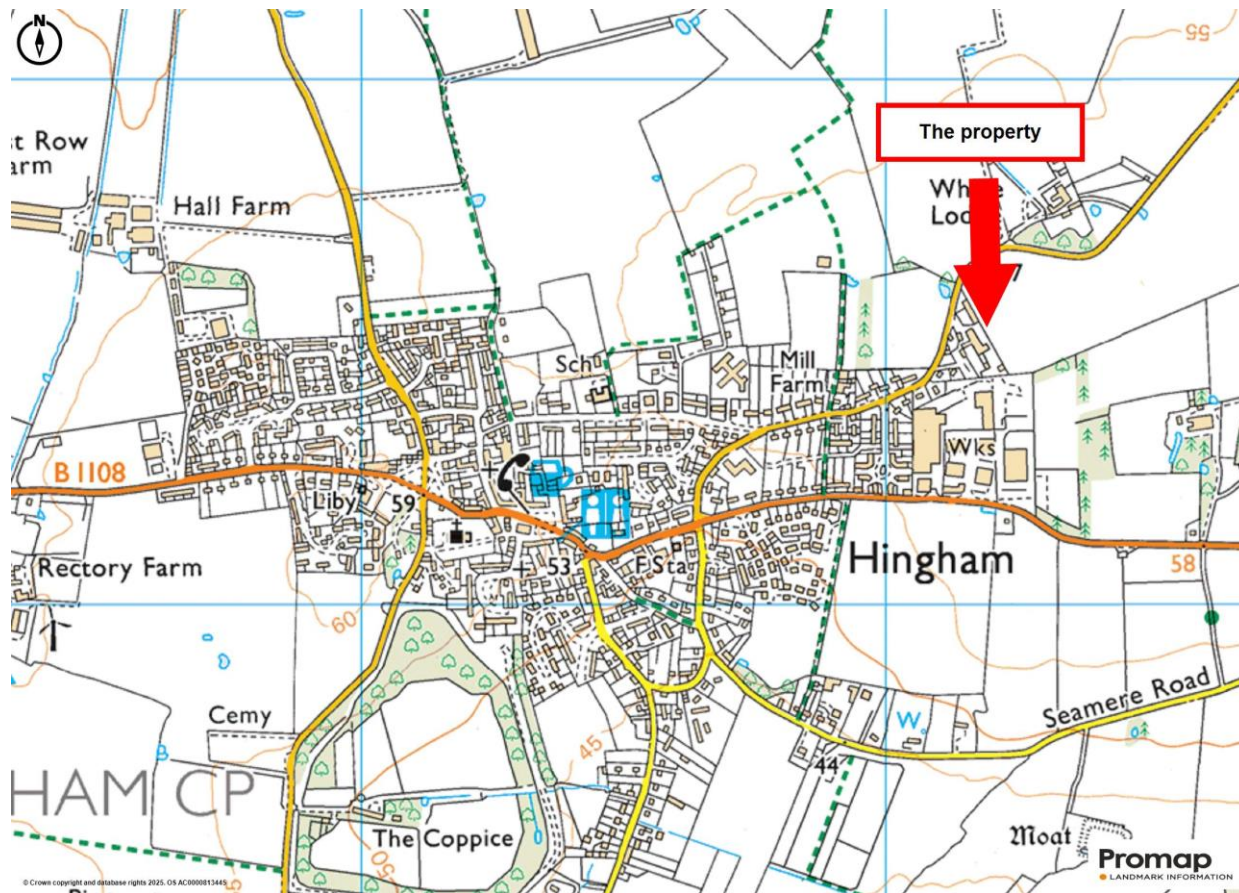 N
55
The property
st Row
arm
Hall Farm
Sch
Mill
Farm
Wks
B 1108
Liby
59
53
F Sta
Hingham
58
Rectory Farm
60
Cemy
45
W
Seamere Road
44
HAM CP
The Coppice
50
Moat
Promap
LANDMARK INFORMATION
© Crown copyright and database rights 2025. OS AC0000813445